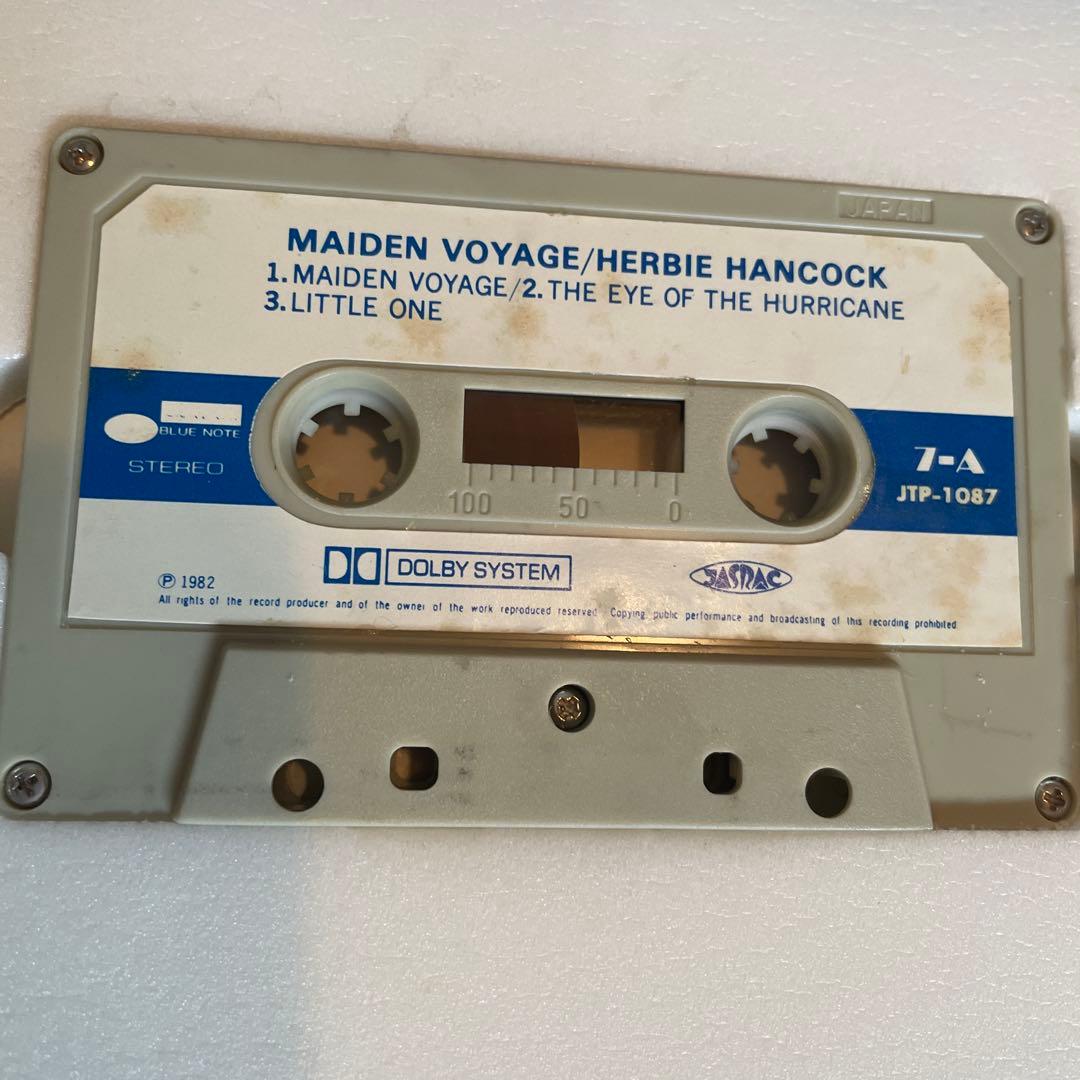 JAPAN
MAIDEN VOYAGE/HERBIE HANCOCK
1.MAIDEN VOYAGE/2.THE EYE OF THE HURRICANE
3.LITTLE ONE
BLUE NOTE
STEREO
100 50 0
7-A
JTP-1087
DOLBY SYSTEM
JASRAC
Ⓟ 1982
All rights of the record producer and of the owner of the work reproduced reserved. Copying, public performance and broadcasting of this recording prohibited.